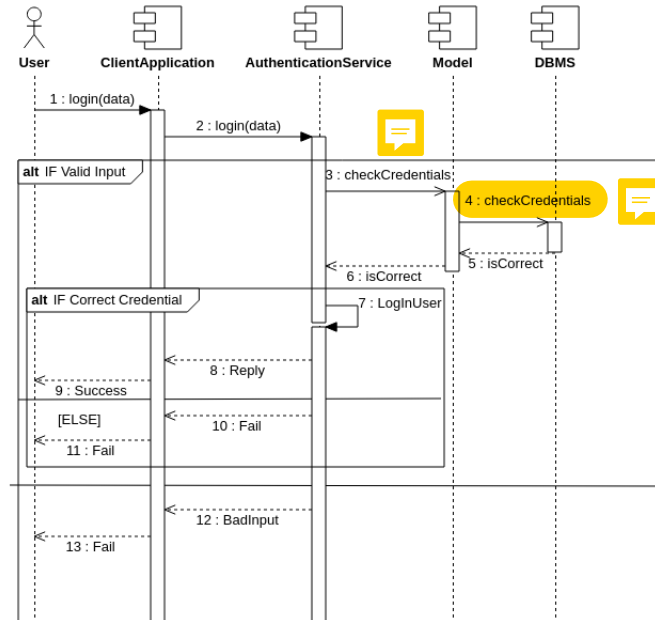 User
ClientApplication
AuthenticationService
Model
DBMS
1 : login(data)
2 : login(data)
alt IF Valid Input
3 : checkCredentials
4 : checkCredentials
5 : isCorrect
6 : isCorrect
alt IF Correct Credential
7 : LogInUser
8 : Reply
9 : Success
[ELSE]
10 : Fail
11 : Fail
12 : BadInput
13 : Fail